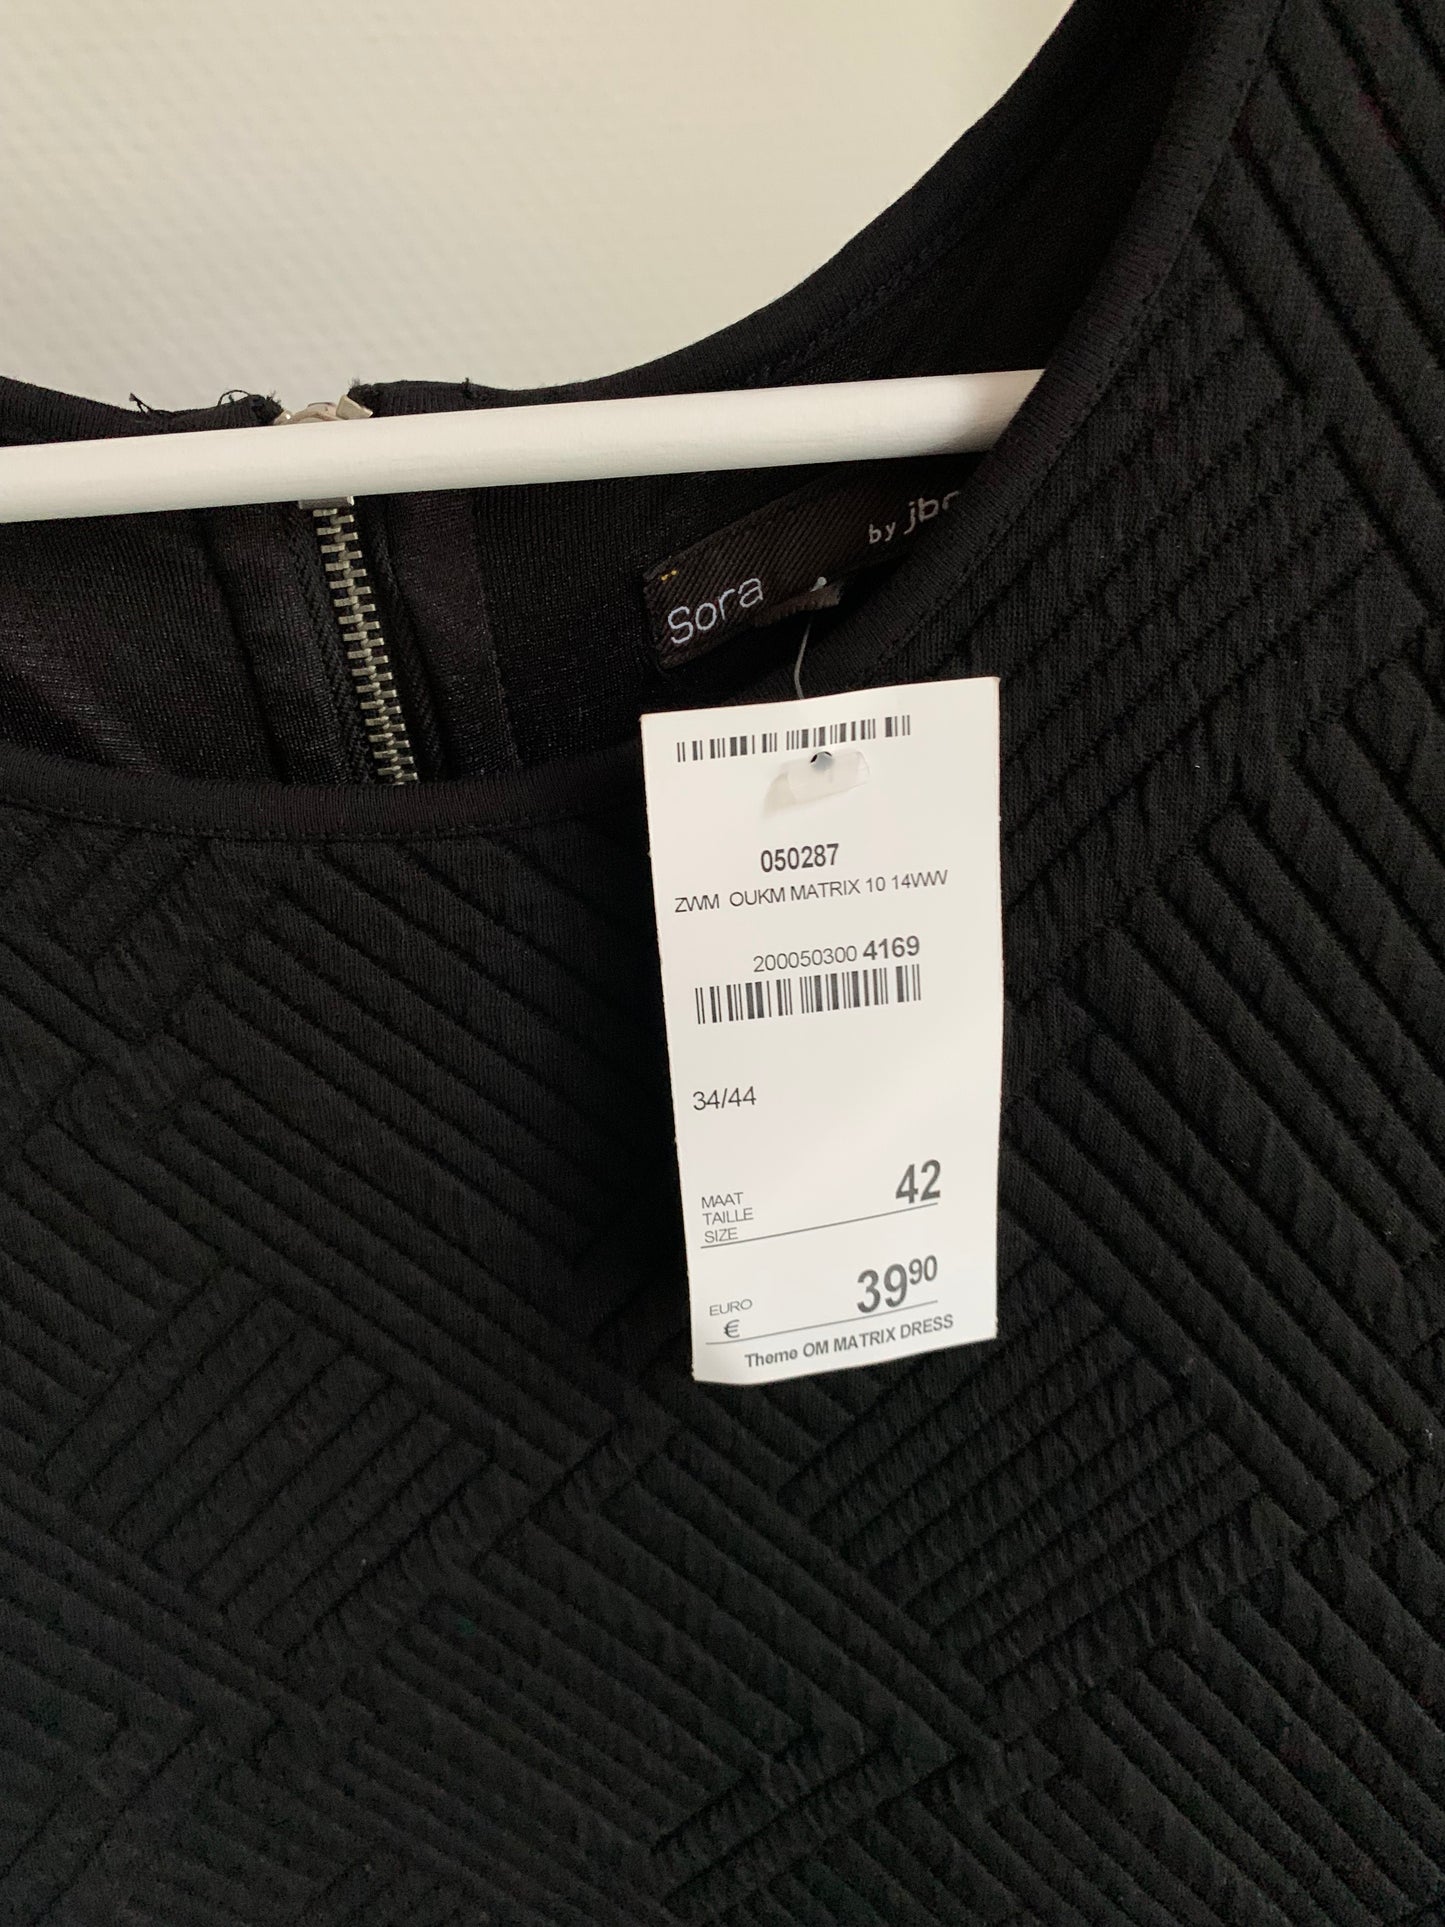 by
Sora
050287
ZWM OUKM MATRIX 10 14WW
200050300 4169
34/44
MAAT
TAILLE
SIZE
42
EURO
€
39 90
Theme OM MATRIX DRESS